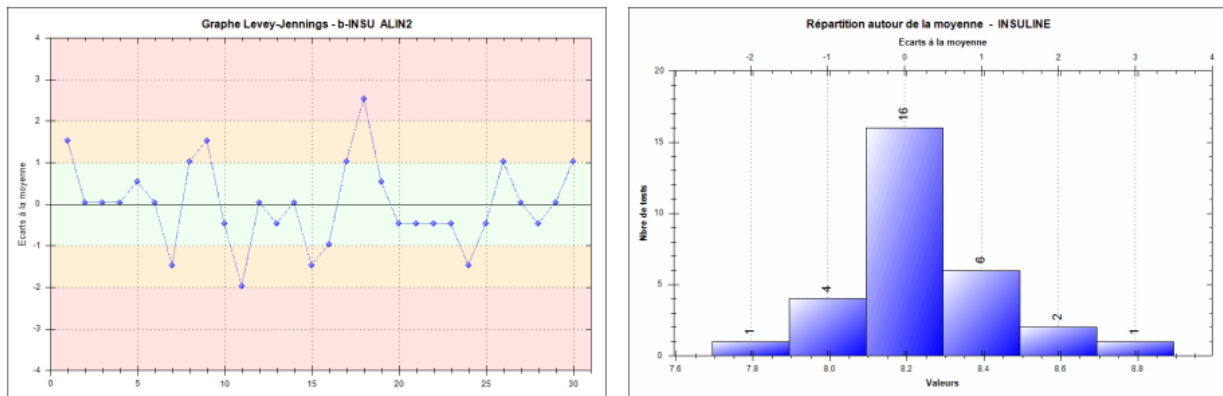 Graphe Levey-Jennings - b-INSU ALIN2
Ecarts à la moyenne
4
3
2
1
0
-1
-2
-3
-4
0 5 10 15 20 25 30
Répartition autour de la moyenne - INSULINE
Ecarts à la moyenne
-2 -1 0 1 2 3 4
Nbre de tests
20
15
10
5
0
1 4 16 6 2 1
7.6 7.8 8.0 8.2 8.4 8.6 8.8
Valeurs